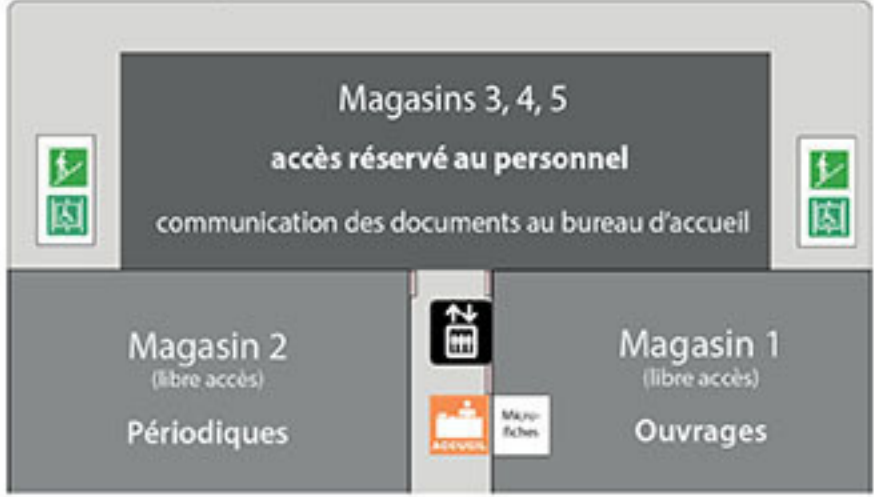 Magasins 3, 4, 5
accès réservé au personnel
communication des documents au bureau d'accueil
Magasin 2
(libre accès)
Périodiques
Magasin 1
(libre accès)
Ouvrages
ACCUEIL
Micro-
fiches